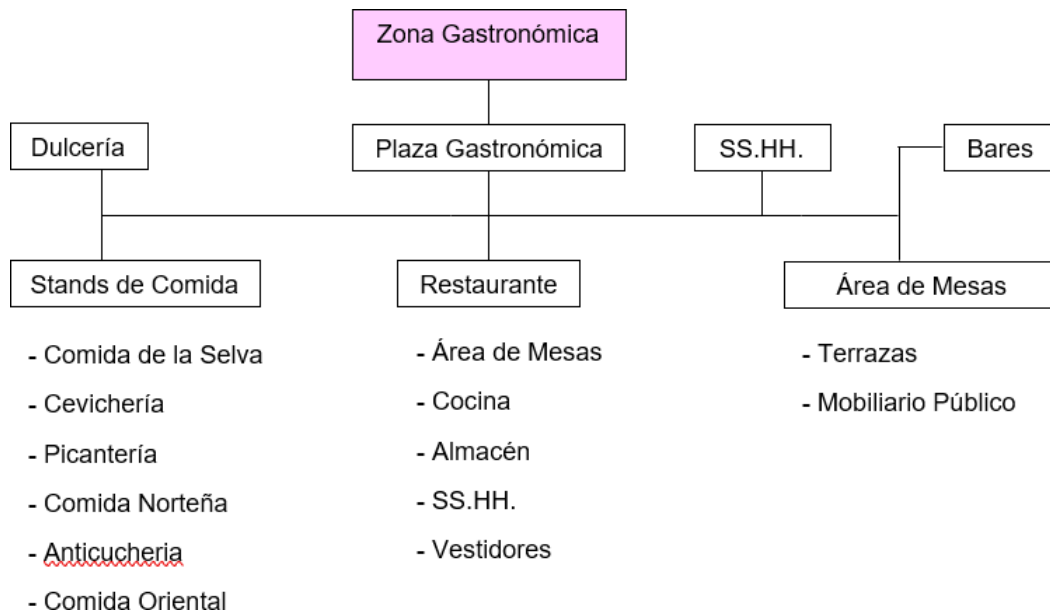 Zona Gastronómica
Dulcería
Plaza Gastronómica
SS.HH.
Bares
Stands de Comida
Restaurante
Área de Mesas
- Comida de la Selva
- Cevichería
- Picantería
- Comida Norteña
- Anticucheria
- Comida Oriental
- Área de Mesas
- Cocina
- Almacén
- SS.HH.
- Vestidores
- Terrazas
- Mobiliario Público